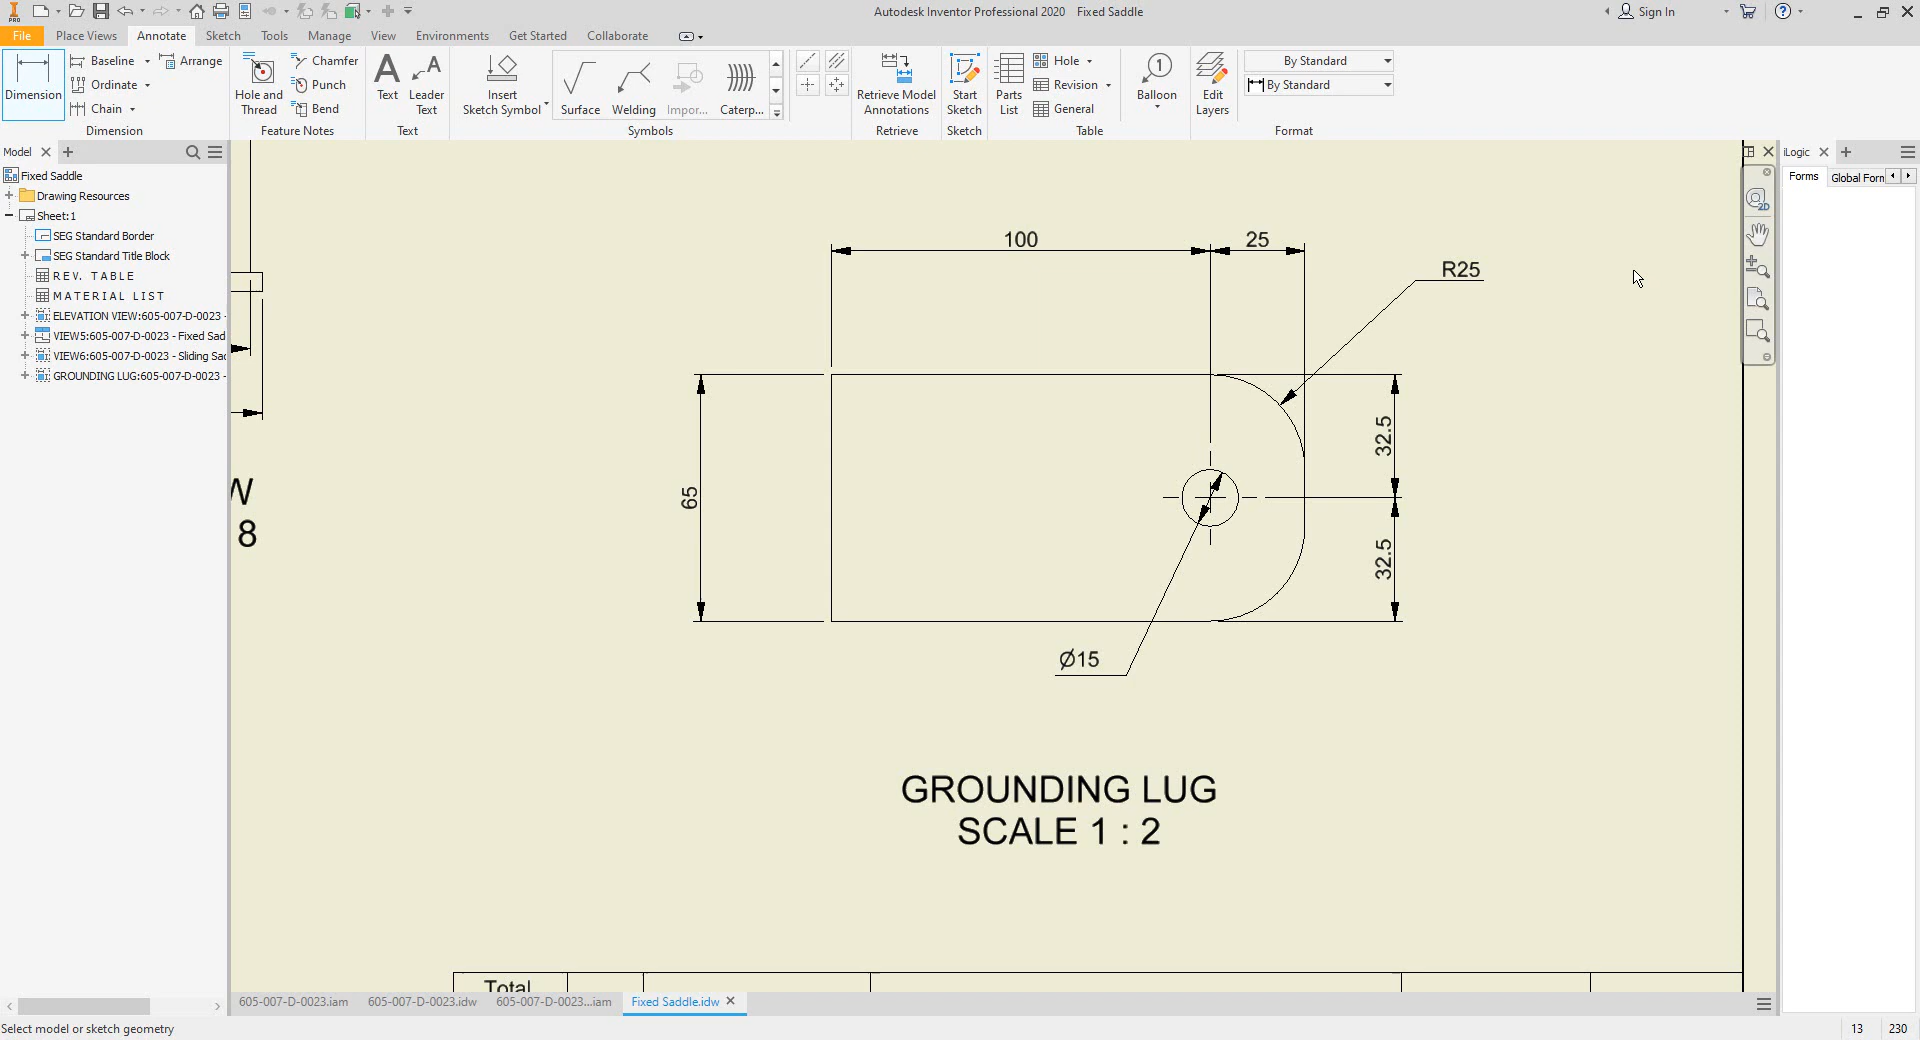 PRO
Autodesk Inventor Professional 2020 Fixed Saddle
Sign In
File Place Views Annotate Sketch Tools Manage View Environments Get Started Collaborate
Dimension
Baseline
Ordinate
Chain
Arrange
Dimension
Hole and Thread
Chamfer
Punch
Bend
Feature Notes
Text
Leader Text
Text
Insert Sketch Symbol
Surface
Welding
Impor...
Caterp...
Symbols
Retrieve Model Annotations
Retrieve
Start Sketch
Sketch
Parts List
Hole
Revision
General
Table
1
Balloon
Edit Layers
By Standard
By Standard
Format
Model
Fixed Saddle
Drawing Resources
Sheet:1
SEG Standard Border
SEG Standard Title Block
REV. TABLE
MATERIAL LIST
ELEVATION VIEW:605-007-D-0023 -
VIEW5:605-007-D-0023 - Fixed Sad
VIEW6:605-007-D-0023 - Sliding Sad
GROUNDING LUG:605-007-D-0023 -
iLogic
Forms Global Forn
2D
W
8
100
25
R25
65
32.5
32.5
Ø15
GROUNDING LUG
SCALE 1 : 2
Total
605-007-D-0023.iam 605-007-D-0023.idw 605-007-D-0023...iam Fixed Saddle.idw
Select model or sketch geometry
13 230